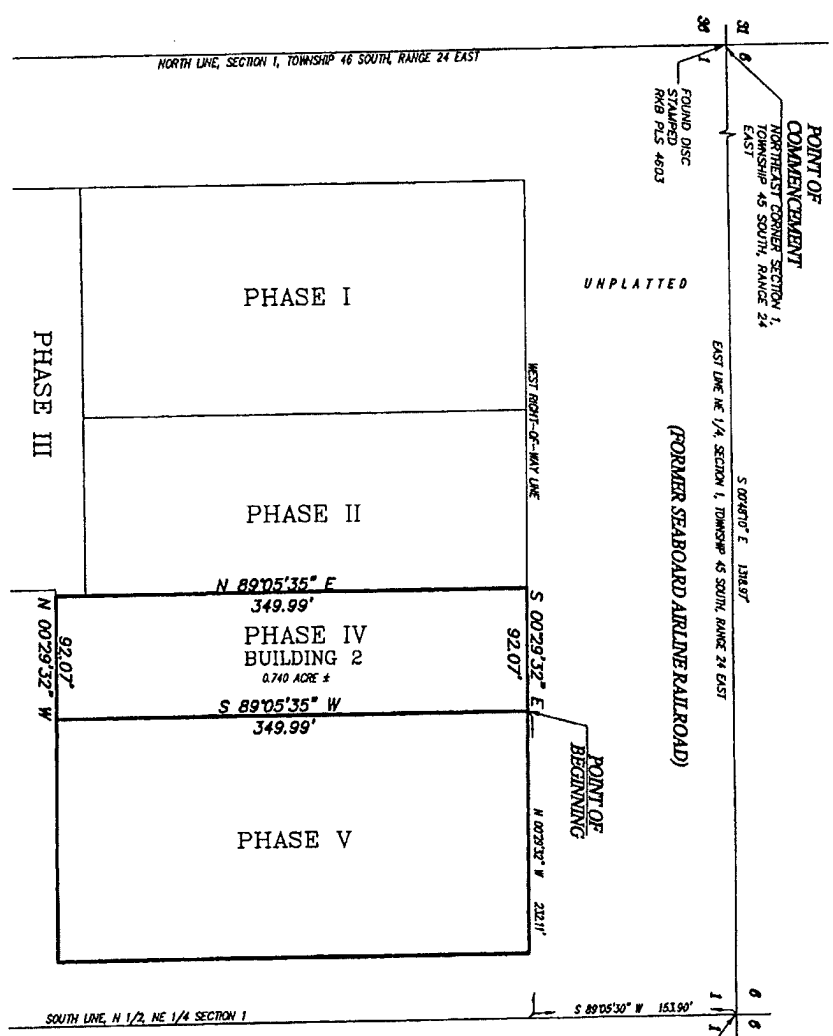 POINT OF
COMMENCEMENT
NORTHEAST CORNER SECTION 1,
TOWNSHIP 45 SOUTH, RANGE 24
EAST
31
6
36
1
FOUND DISC
STAMPED
RKB PLS 4603
NORTH LINE, SECTION 1, TOWNSHIP 46 SOUTH, RANGE 24 EAST
UNPLATTED
S 00°48'10" E 1318.97'
EAST LINE NE 1/4, SECTION 1, TOWNSHIP 45 SOUTH, RANGE 24 EAST
(FORMER SEABOARD AIRLINE RAILROAD)
WEST RIGHT-OF-WAY LINE
PHASE I
PHASE III
PHASE II
N 89°05'35" E
349.99'
PHASE IV
BUILDING 2
0.740 ACRE ±
S 89°05'35" W
349.99'
N 00°29'32" W
92.07'
S 00°29'32" E
92.07'
POINT OF
BEGINNING
PHASE V
N 00°29'32" W 232.11'
S 89°05'30" W 153.90'
SOUTH LINE, N 1/2, NE 1/4 SECTION 1
6
6
1
1